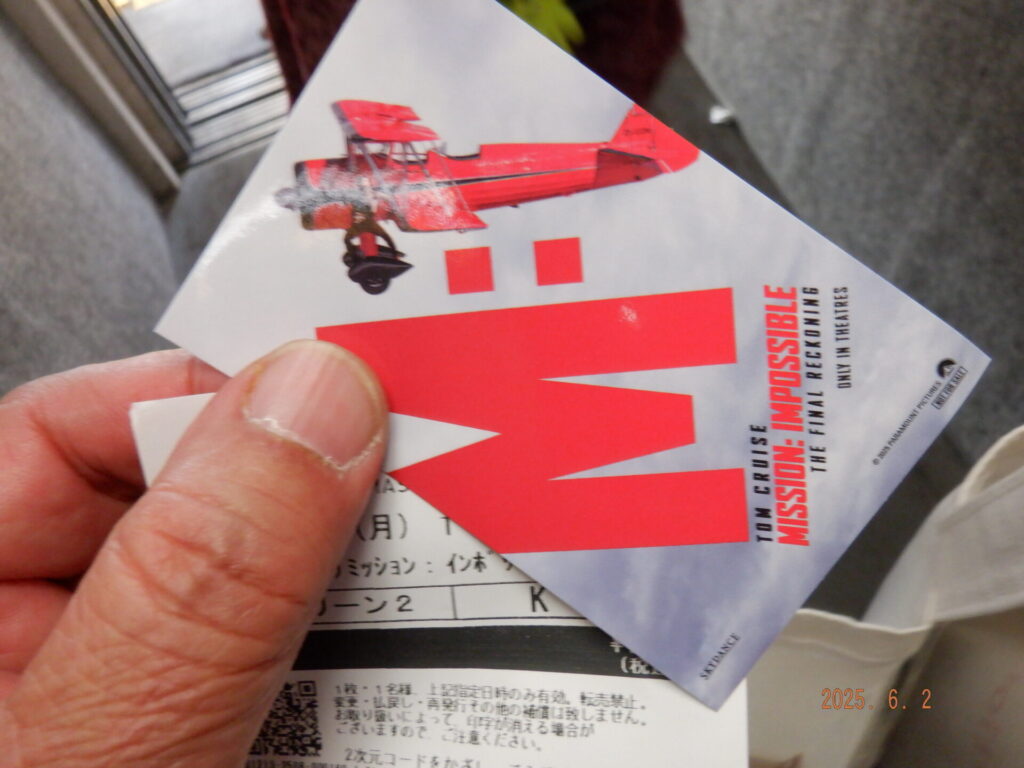 M:I
TOM CRUISE
MISSION: IMPOSSIBLE
THE FINAL RECKONING
ONLY IN THEATRES
© 2025 PARAMOUNT PICTURES
NOT FOR SALE
SKYDANCE
(月) 1
ミッション：インポ
ーン2 K
(税
1枚・1名様、上記指定日時のみ有効。転売禁止。
変更・払戻し・再発行その他の補償は致しません。
お取り扱いによって、印字が消える場合が
ございますので、ご注意ください。
2次元コードをかざし
2025. 6. 2